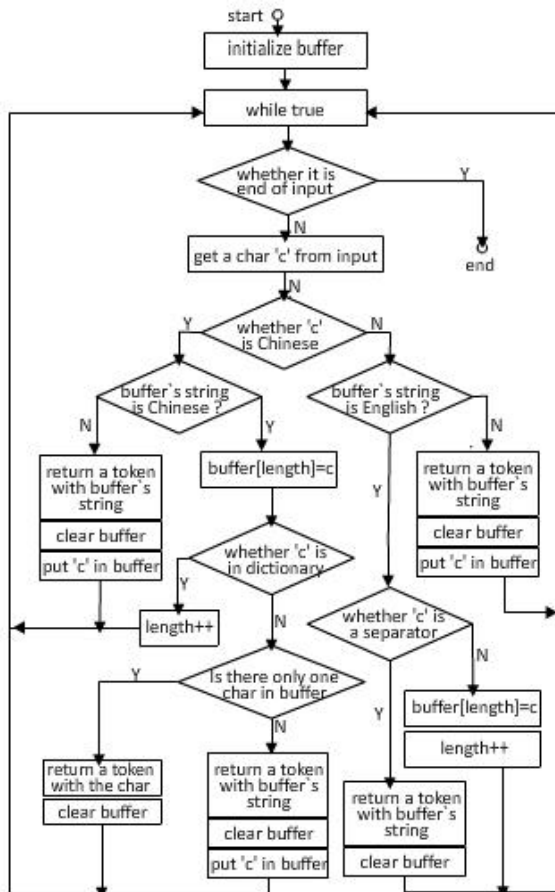 start
initialize buffer
while true
whether it is
end of input
Y
N
get a char 'c' from input
end
N
Y
whether 'c'
is Chinese
N
buffer`s string
is Chinese ?
buffer`s string
is English ?
N
Y
N
return a token
with buffer`s
string
clear buffer
put 'c' in buffer
buffer[length]=c
Y
return a token
with buffer`s
string
clear buffer
put 'c' in buffer
whether 'c' is
in dictionary
Y
length++
N
whether 'c' is
a separator
N
Y
Is there only one
char in buffer
N
Y
buffer[length]=c
length++
return a token
with the char
clear buffer
return a token
with buffer`s
string
clear buffer
put 'c' in buffer
return a token
with buffer`s
string
clear buffer